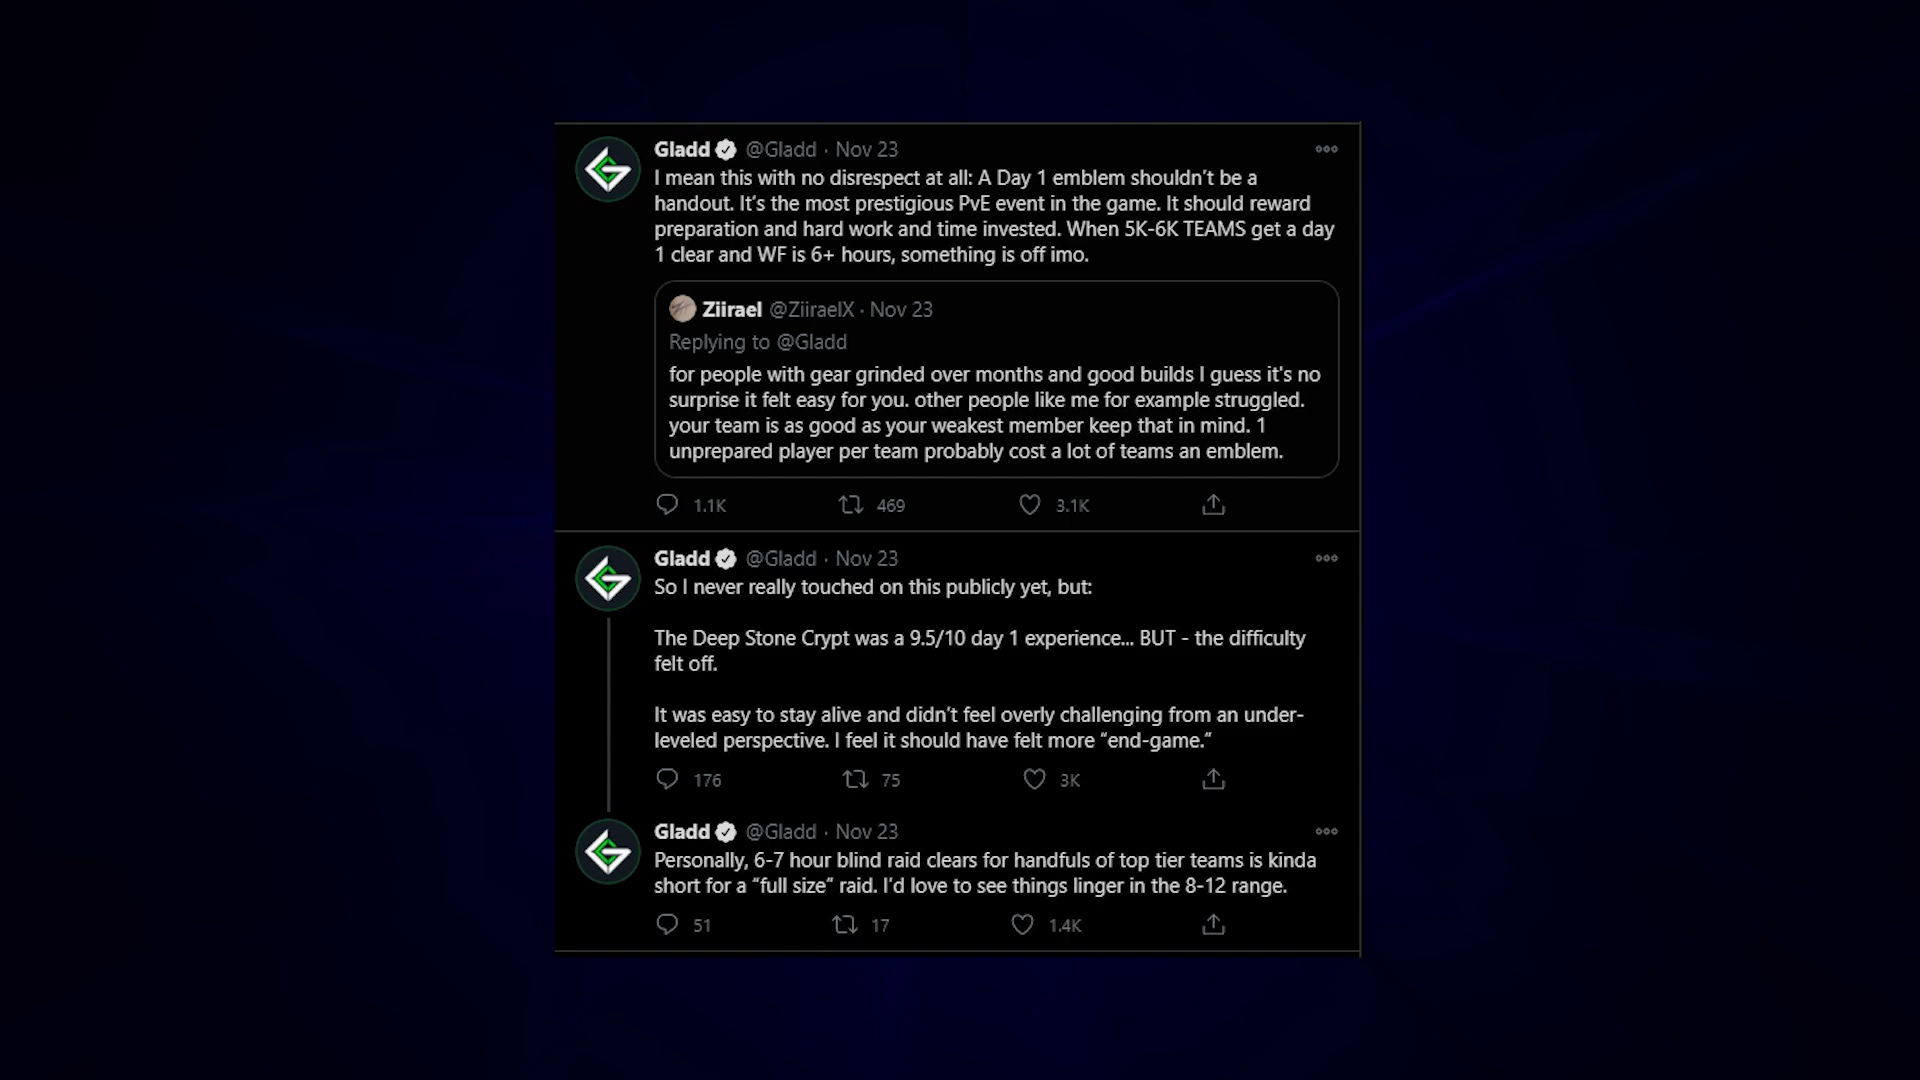 Gladd @Gladd · Nov 23
I mean this with no disrespect at all: A Day 1 emblem shouldn’t be a
handout. It’s the most prestigious PvE event in the game. It should reward
preparation and hard work and time invested. When 5K-6K TEAMS get a day
1 clear and WF is 6+ hours, something is off imo.
Ziirael @ZiiraelX · Nov 23
Replying to @Gladd
for people with gear grinded over months and good builds I guess it's no
surprise it felt easy for you. other people like me for example struggled.
your team is as good as your weakest member keep that in mind. 1
unprepared player per team probably cost a lot of teams an emblem.
1.1K 469 3.1K
Gladd @Gladd · Nov 23
So I never really touched on this publicly yet, but:
The Deep Stone Crypt was a 9.5/10 day 1 experience... BUT - the difficulty
felt off.
It was easy to stay alive and didn’t feel overly challenging from an under-
leveled perspective. I feel it should have felt more “end-game.”
176 75 3K
Gladd @Gladd · Nov 23
Personally, 6-7 hour blind raid clears for handfuls of top tier teams is kinda
short for a “full size” raid. I’d love to see things linger in the 8-12 range.
51 17 1.4K